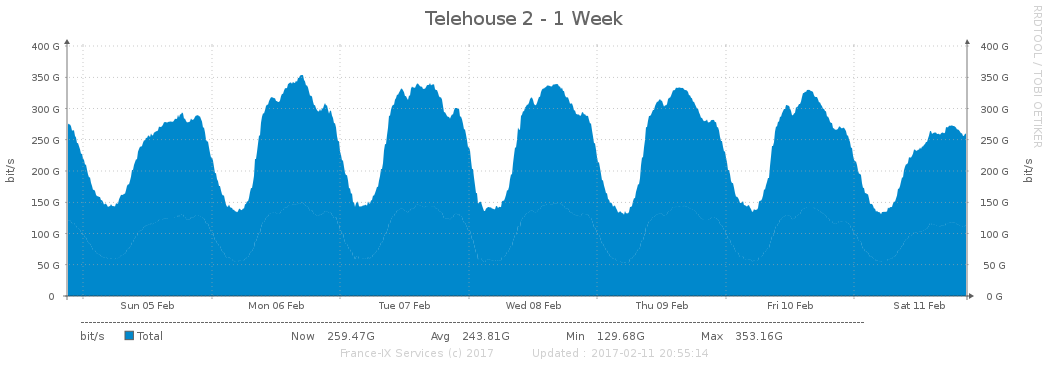 Telehouse 2 - 1 Week
RRDTOOL / TOBI OETIKER
400 G 400 G
350 G 350 G
300 G 300 G
250 G 250 G
200 G 200 G
150 G 150 G
100 G 100 G
50 G 50 G
0 0 G
bit/s bit/s
Sun 05 Feb Mon 06 Feb Tue 07 Feb Wed 08 Feb Thu 09 Feb Fri 10 Feb Sat 11 Feb
bit/s Total Now 259.47G Avg 243.81G Min 129.68G Max 353.16G
France-IX Services (c) 2017 Updated : 2017-02-11 20:55:14